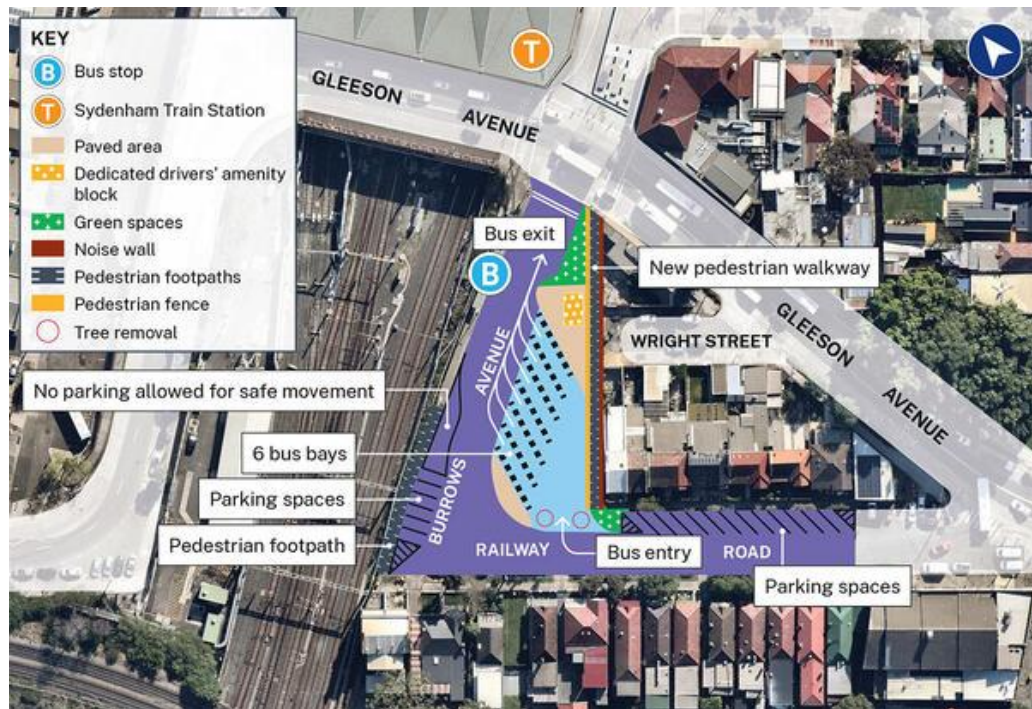 KEY
B Bus stop
T Sydenham Train Station
Paved area
Dedicated drivers' amenity
block
Green spaces
Noise wall
Pedestrian footpaths
Pedestrian fence
Tree removal
T
GLEESON
AVENUE
Bus exit
B
New pedestrian walkway
WRIGHT STREET
GLEESON
AVENUE
AVENUE
No parking allowed for safe movement
6 bus bays
Parking spaces
BURROWS
Pedestrian footpath
RAILWAY
Bus entry
ROAD
Parking spaces